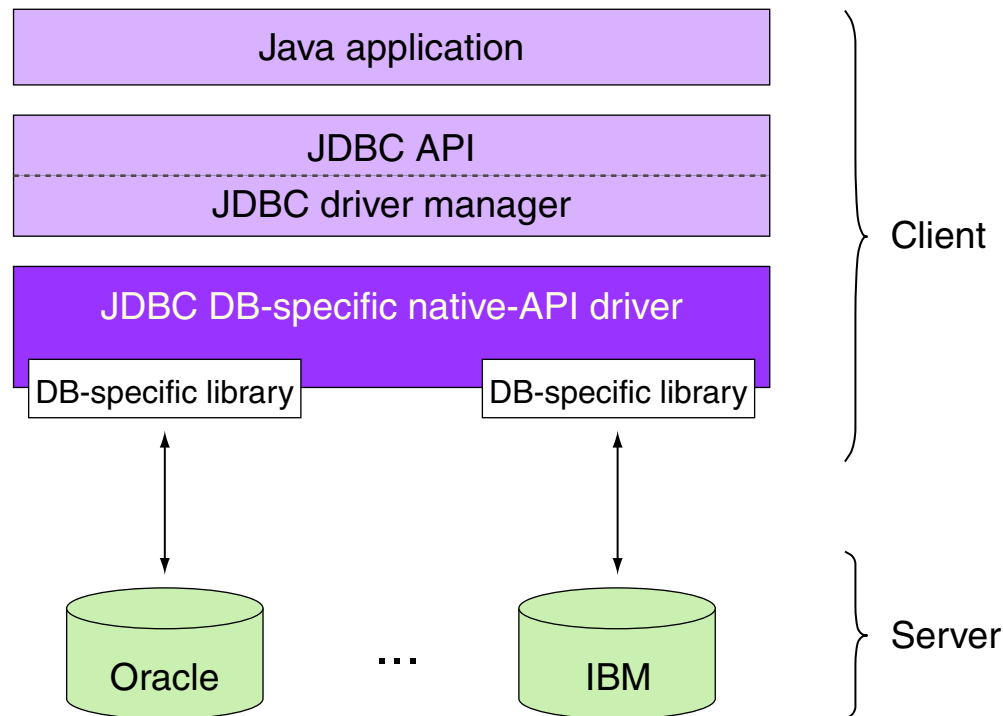 Java application
JDBC API
JDBC driver manager
Client
JDBC DB-specific native-API driver
DB-specific library
DB-specific library
Oracle
...
IBM
Server